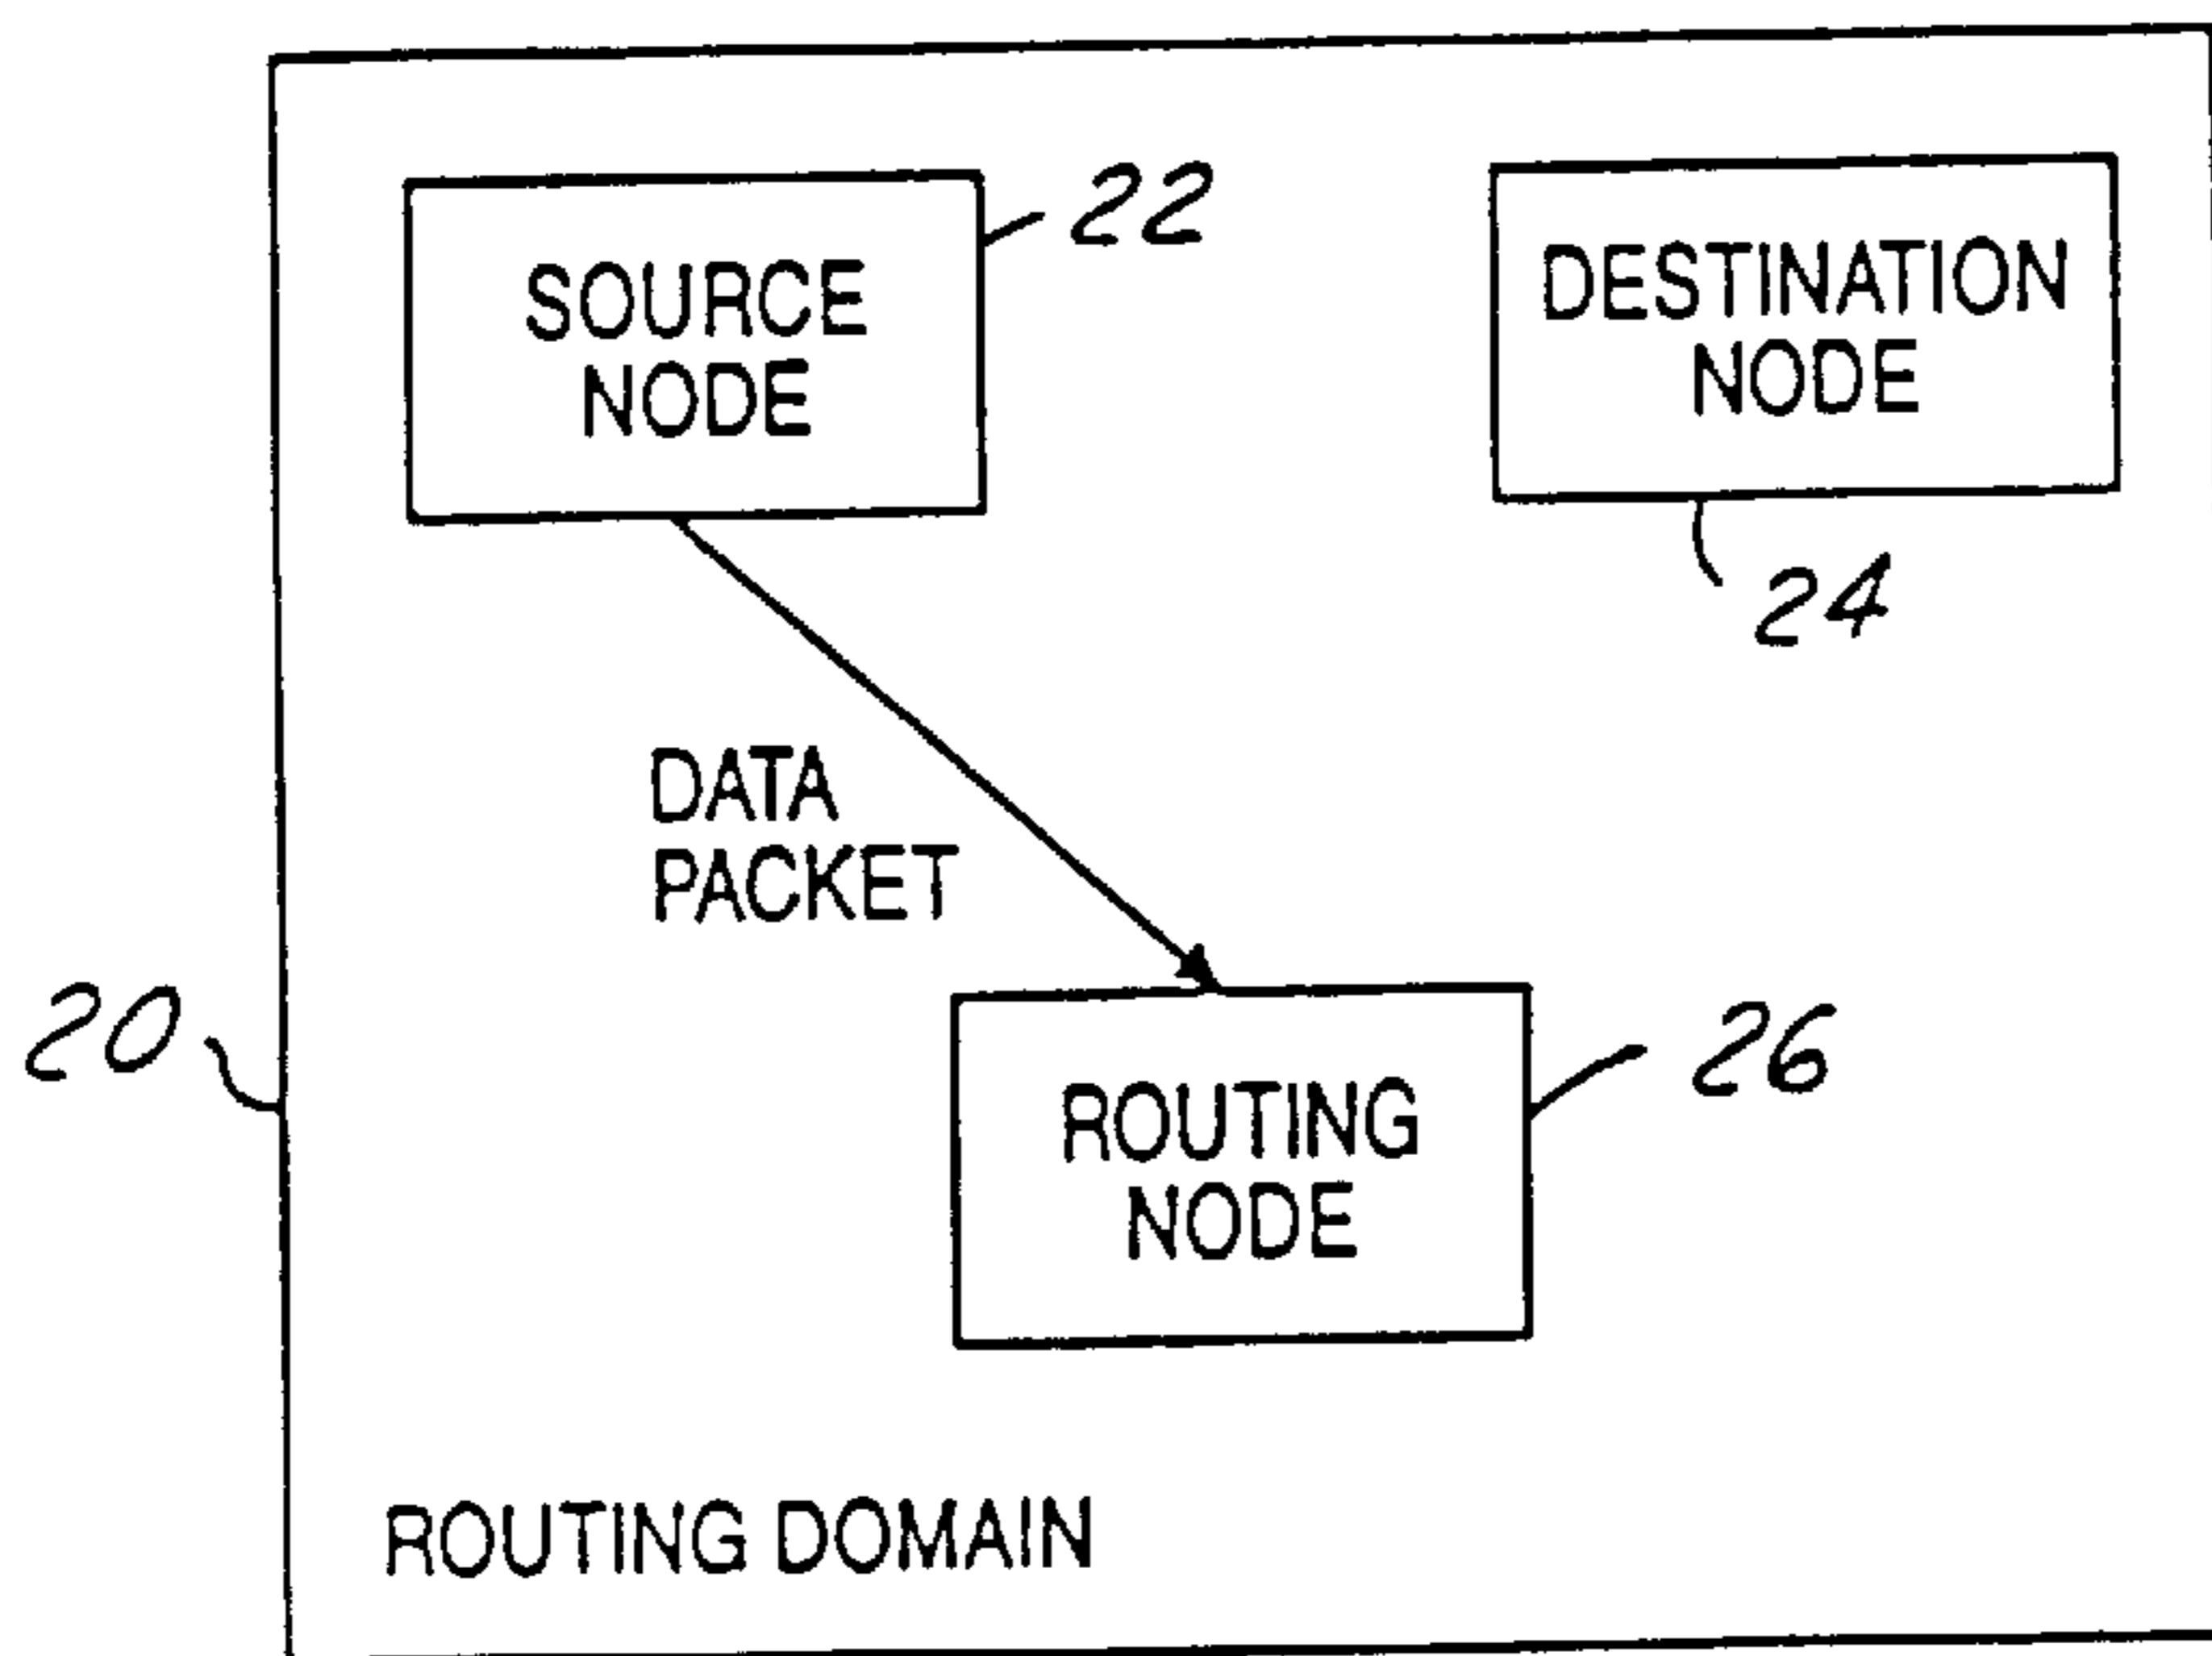 SOURCE
NODE
22
DESTINATION
NODE
24
DATA
PACKET
20
ROUTING
NODE
26
ROUTING DOMAIN